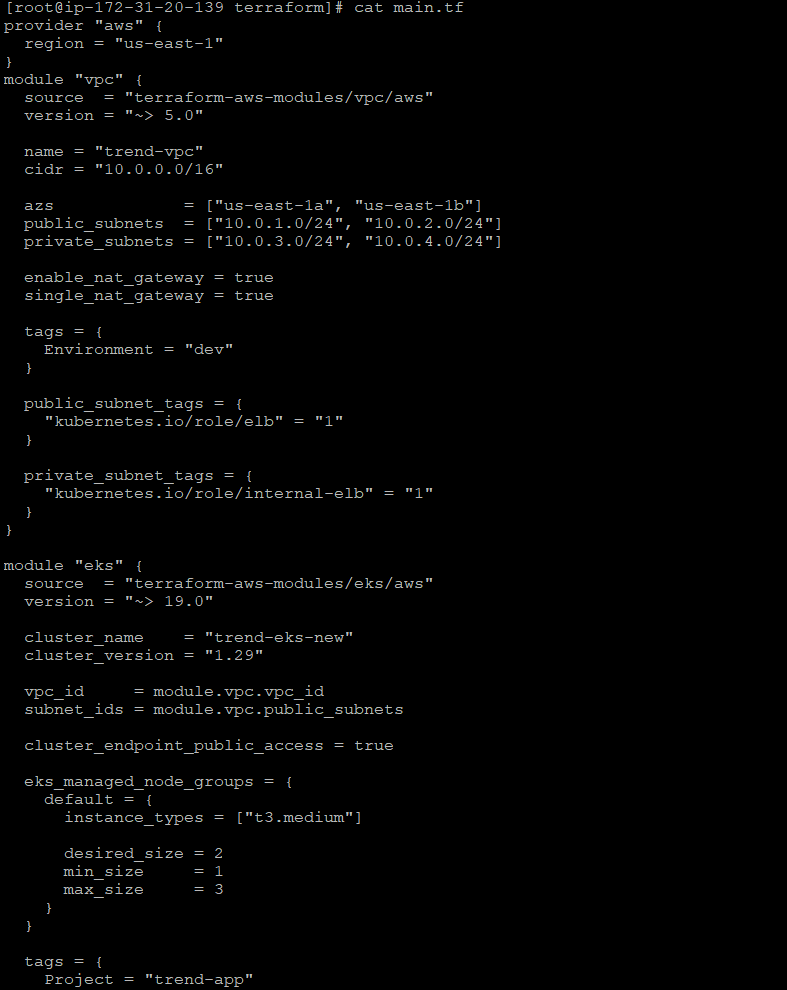 [root@ip-172-31-20-139 terraform]# cat main.tf
provider "aws" {
  region = "us-east-1"
}
module "vpc" {
  source  = "terraform-aws-modules/vpc/aws"
  version = "~> 5.0"

  name = "trend-vpc"
  cidr = "10.0.0.0/16"

  azs             = ["us-east-1a", "us-east-1b"]
  public_subnets  = ["10.0.1.0/24", "10.0.2.0/24"]
  private_subnets = ["10.0.3.0/24", "10.0.4.0/24"]

  enable_nat_gateway = true
  single_nat_gateway = true

  tags = {
    Environment = "dev"
  }

  public_subnet_tags = {
    "kubernetes.io/role/elb" = "1"
  }

  private_subnet_tags = {
    "kubernetes.io/role/internal-elb" = "1"
  }
}

module "eks" {
  source  = "terraform-aws-modules/eks/aws"
  version = "~> 19.0"

  cluster_name    = "trend-eks-new"
  cluster_version = "1.29"

  vpc_id     = module.vpc.vpc_id
  subnet_ids = module.vpc.public_subnets

  cluster_endpoint_public_access = true

  eks_managed_node_groups = {
    default = {
      instance_types = ["t3.medium"]

      desired_size = 2
      min_size     = 1
      max_size     = 3
    }
  }

  tags = {
    Project = "trend-app"